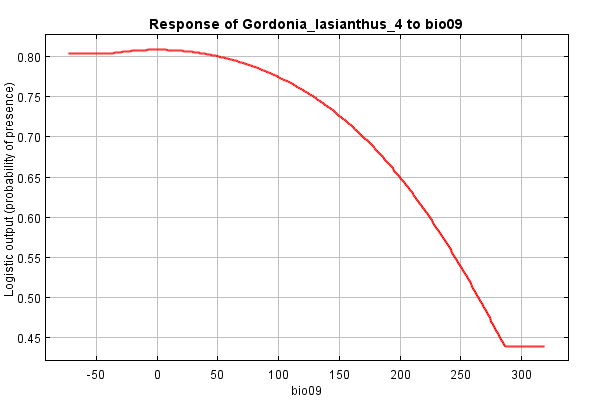 Response of Gordonia_lasianthus_4 to bio09
Logistic output (probability of presence)
0.80
0.75
0.70
0.65
0.60
0.55
0.50
0.45
-50 0 50 100 150 200 250 300
bio09